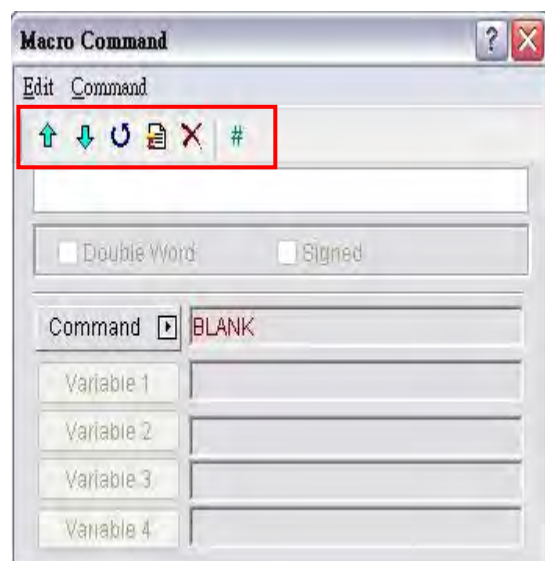 Macro Command
Edit Command
#
Double Word Signed
Command BLANK
Variable 1
Variable 2
Variable 3
Variable 4